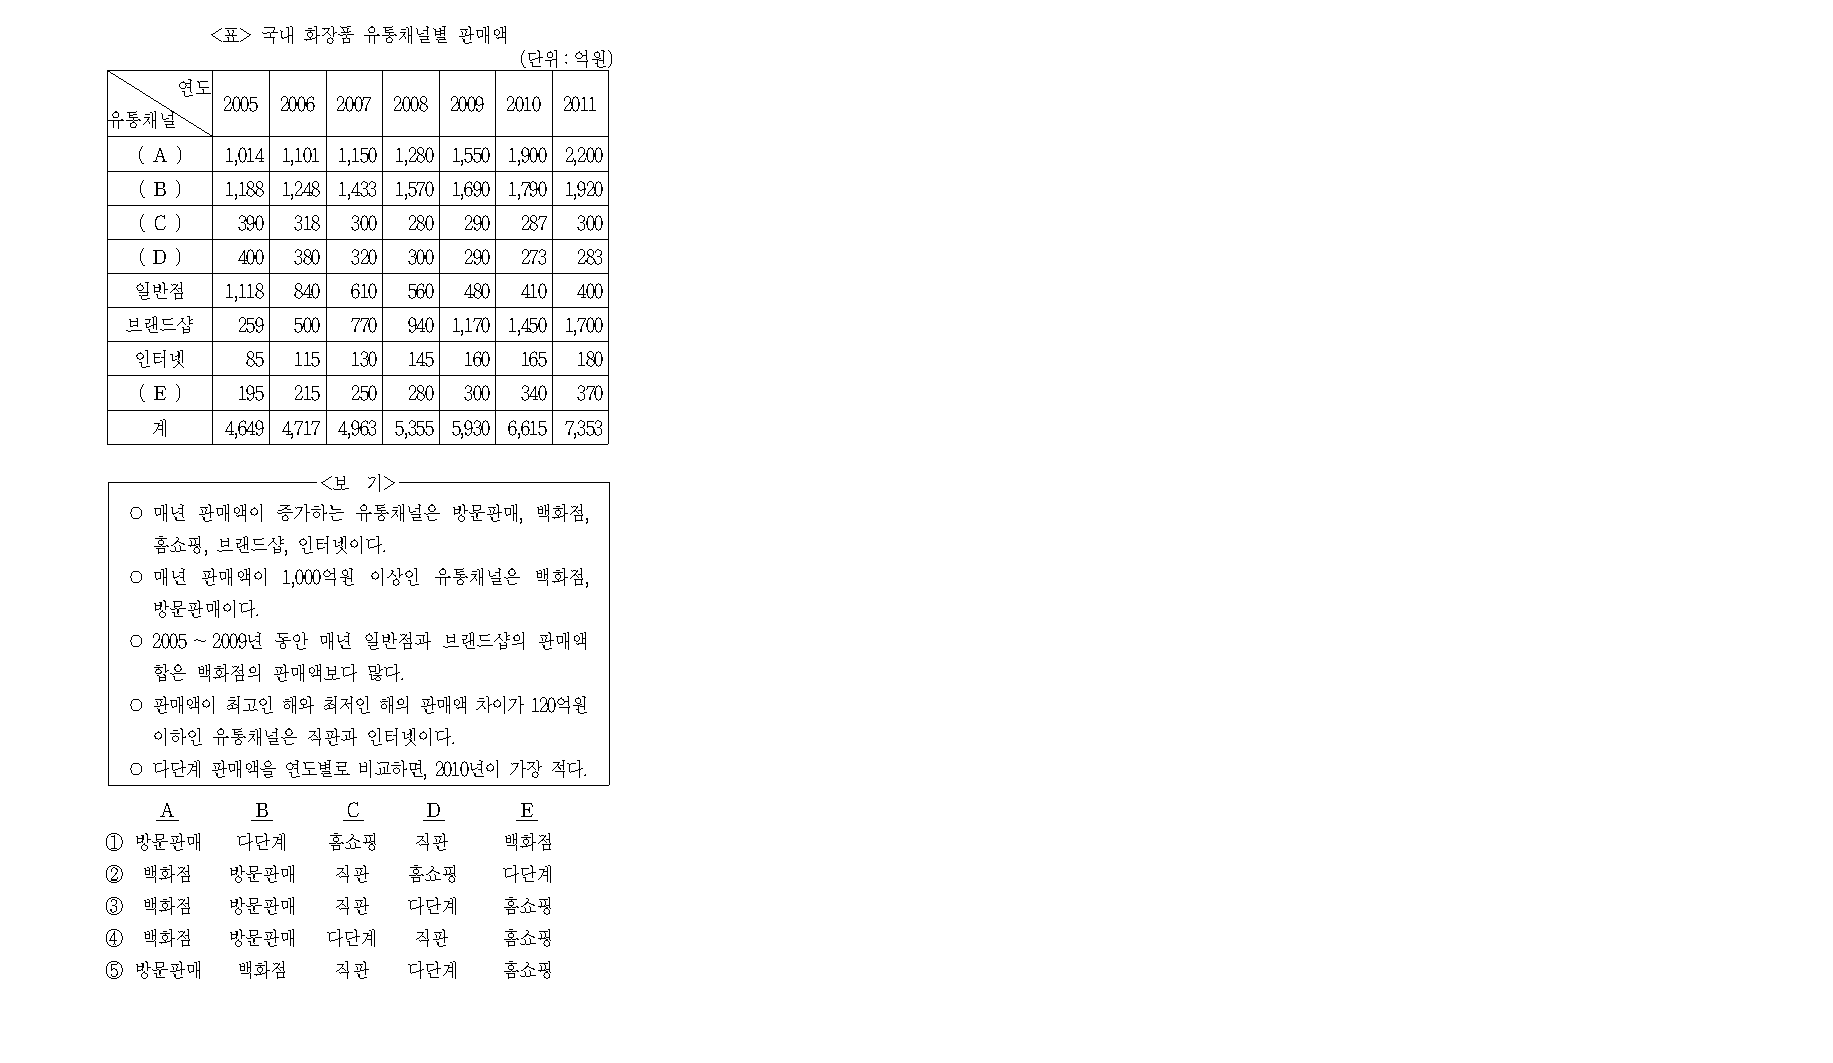 <표> 국내 화장품 유통채널별 판매액
(단위 : 억원)
연도
유통채널
2005 2006 2007 2008 2009 2010 2011
( A ) 1,014 1,101 1,150 1,280 1,550 1,900 2,200
( B ) 1,188 1,248 1,433 1,570 1,690 1,790 1,920
( C ) 390 318 300 280 290 287 300
( D ) 400 380 320 300 290 273 283
일반점 1,118 840 610 560 480 410 400
브랜드샵 259 500 770 940 1,170 1,450 1,700
인터넷 85 115 130 145 160 165 180
( E ) 195 215 250 280 300 340 370
계 4,649 4,717 4,963 5,355 5,930 6,615 7,353
<보 기>
○ 매년 판매액이 증가하는 유통채널은 방문판매, 백화점,
홈쇼핑, 브랜드샵, 인터넷이다.
○ 매년 판매액이 1,000억원 이상인 유통채널은 백화점,
방문판매이다.
○ 2005 ~ 2009년 동안 매년 일반점과 브랜드샵의 판매액
합은 백화점의 판매액보다 많다.
○ 판매액이 최고인 해와 최저인 해의 판매액 차이가 120억원
이하인 유통채널은 직판과 인터넷이다.
○ 다단계 판매액을 연도별로 비교하면, 2010년이 가장 적다.
A B C D E
① 방문판매 다단계 홈쇼핑 직판 백화점
② 백화점 방문판매 직판 홈쇼핑 다단계
③ 백화점 방문판매 직판 다단계 홈쇼핑
④ 백화점 방문판매 다단계 직판 홈쇼핑
⑤ 방문판매 백화점 직판 다단계 홈쇼핑